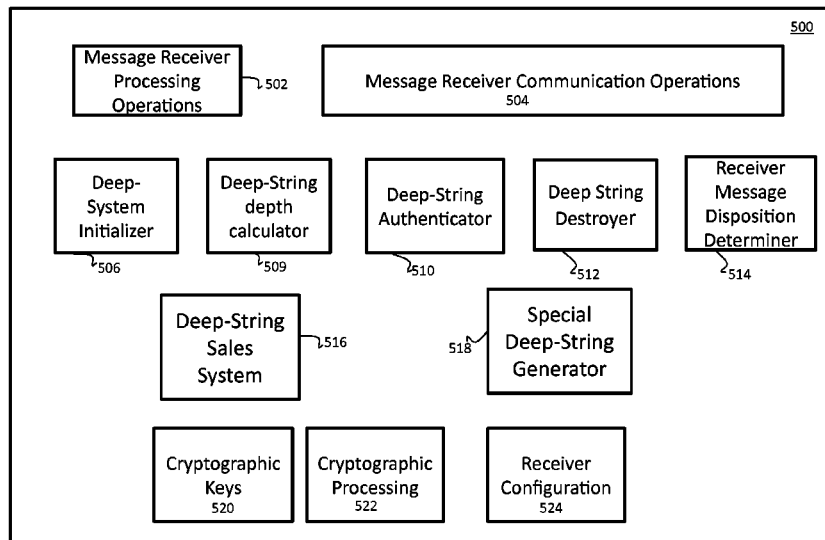 500
Message Receiver
Processing
Operations
502
Message Receiver Communication Operations
504
Deep-
System
Initializer
506
Deep-String
depth
calculator
509
Deep-String
Authenticator
510
Deep String
Destroyer
512
Receiver
Message
Disposition
Determiner
514
Deep-String
Sales
System
516
518
Special
Deep-String
Generator
Cryptographic
Keys
520
Cryptographic
Processing
522
Receiver
Configuration
524